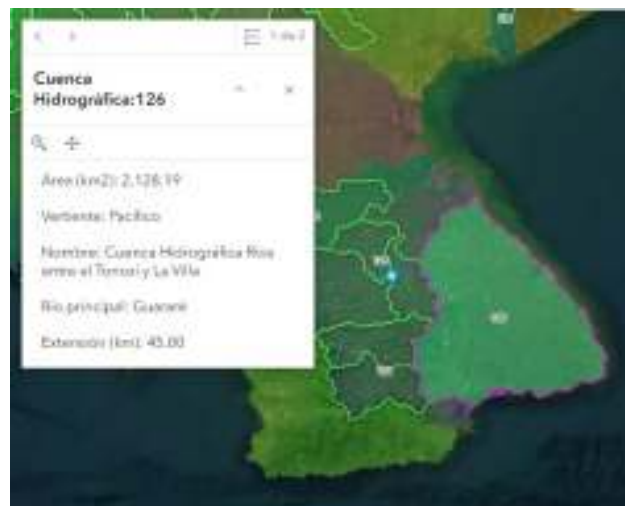 1 de 2
Cuenca
Hidrográfica:126
Área (km2): 2,128.19
Vertiente: Pacífico
Nombre: Cuenca Hidrográfica Ríos
entre el Tonosí y La Villa
Río principal: Guararé
Extensión (km): 45.00